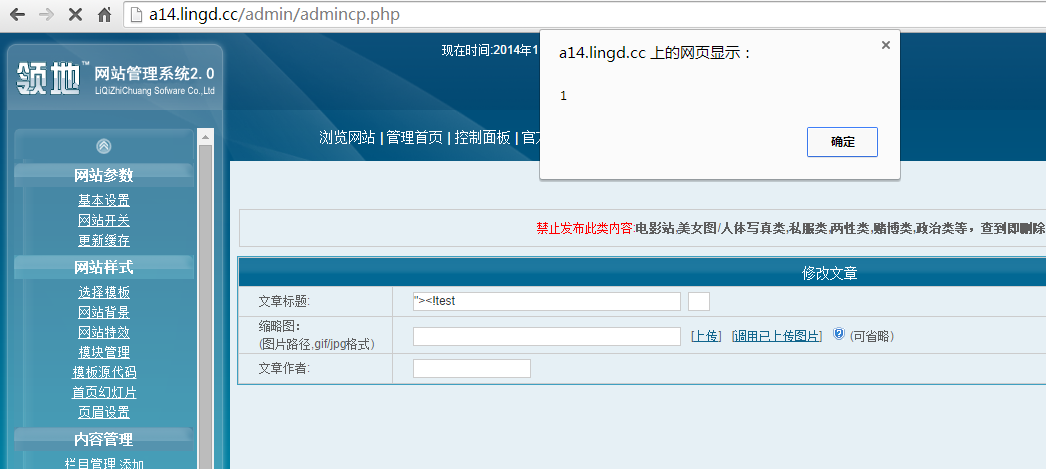 a14.lingd.cc/admin/admincp.php
现在时间:2014年1
a14.lingd.cc 上的网页显示：
1
确定
领地™ 网站管理系统2.0
LiQiZhiChuang Sofware Co.,Ltd
浏览网站 | 管理首页 | 控制面板 | 官
网站参数
基本设置
网站开关
更新缓存
网站样式
选择模板
网站背景
网站特效
模块管理
模板源代码
首页幻灯片
页眉设置
内容管理
栏目管理 添加
禁止发布此类内容:电影站,美女图/人体写真类,私服类,两性类,赌博类,政治类等，查到即删除
修改文章
文章标题: "><!test
缩略图：
(图片路径,gif/jpg格式) [上传] [调用已上传图片] (可省略)
文章作者: